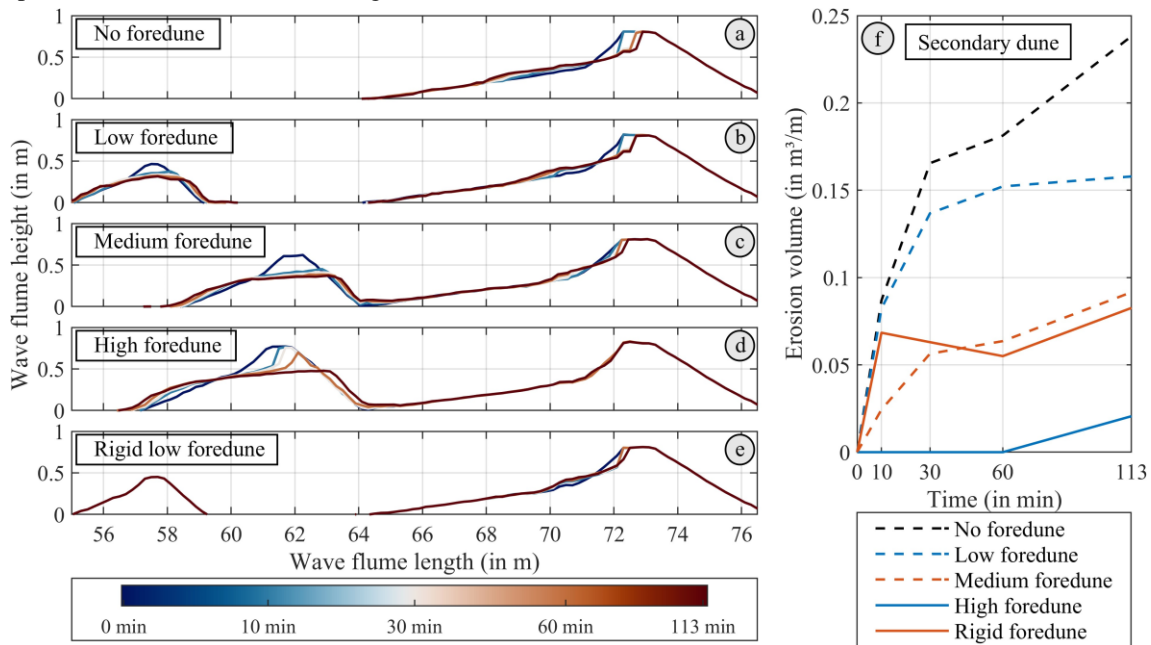 Wave flume height (in m)
1
0.5
0
No foredune
a
1
0.5
0
Low foredune
b
1
0.5
0
Medium foredune
c
1
0.5
0
High foredune
d
1
0.5
0
Rigid low foredune
e
56 58 60 62 64 66 68 70 72 74 76
Wave flume length (in m)
0 min 10 min 30 min 60 min 113 min
f Secondary dune
Erosion volume (in m³/m)
0.25
0.2
0.15
0.1
0.05
0
0 10 30 60 113
Time (in min)
No foredune
Low foredune
Medium foredune
High foredune
Rigid foredune